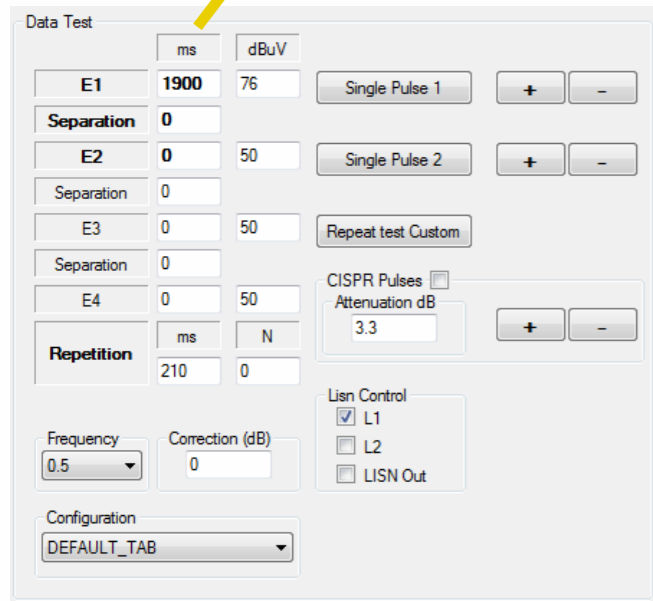 Data Test
ms dBuV
E1 1900 76 Single Pulse 1 + -
Separation 0
E2 0 50 Single Pulse 2 + -
Separation 0
E3 0 50 Repeat test Custom
Separation 0
CISPR Pulses
E4 0 50 Attenuation dB
3.3 + -
Repetition ms N
210 0
Lisn Control
L1
Frequency Correction (dB) L2
0.5 0 LISN Out
Configuration
DEFAULT_TAB